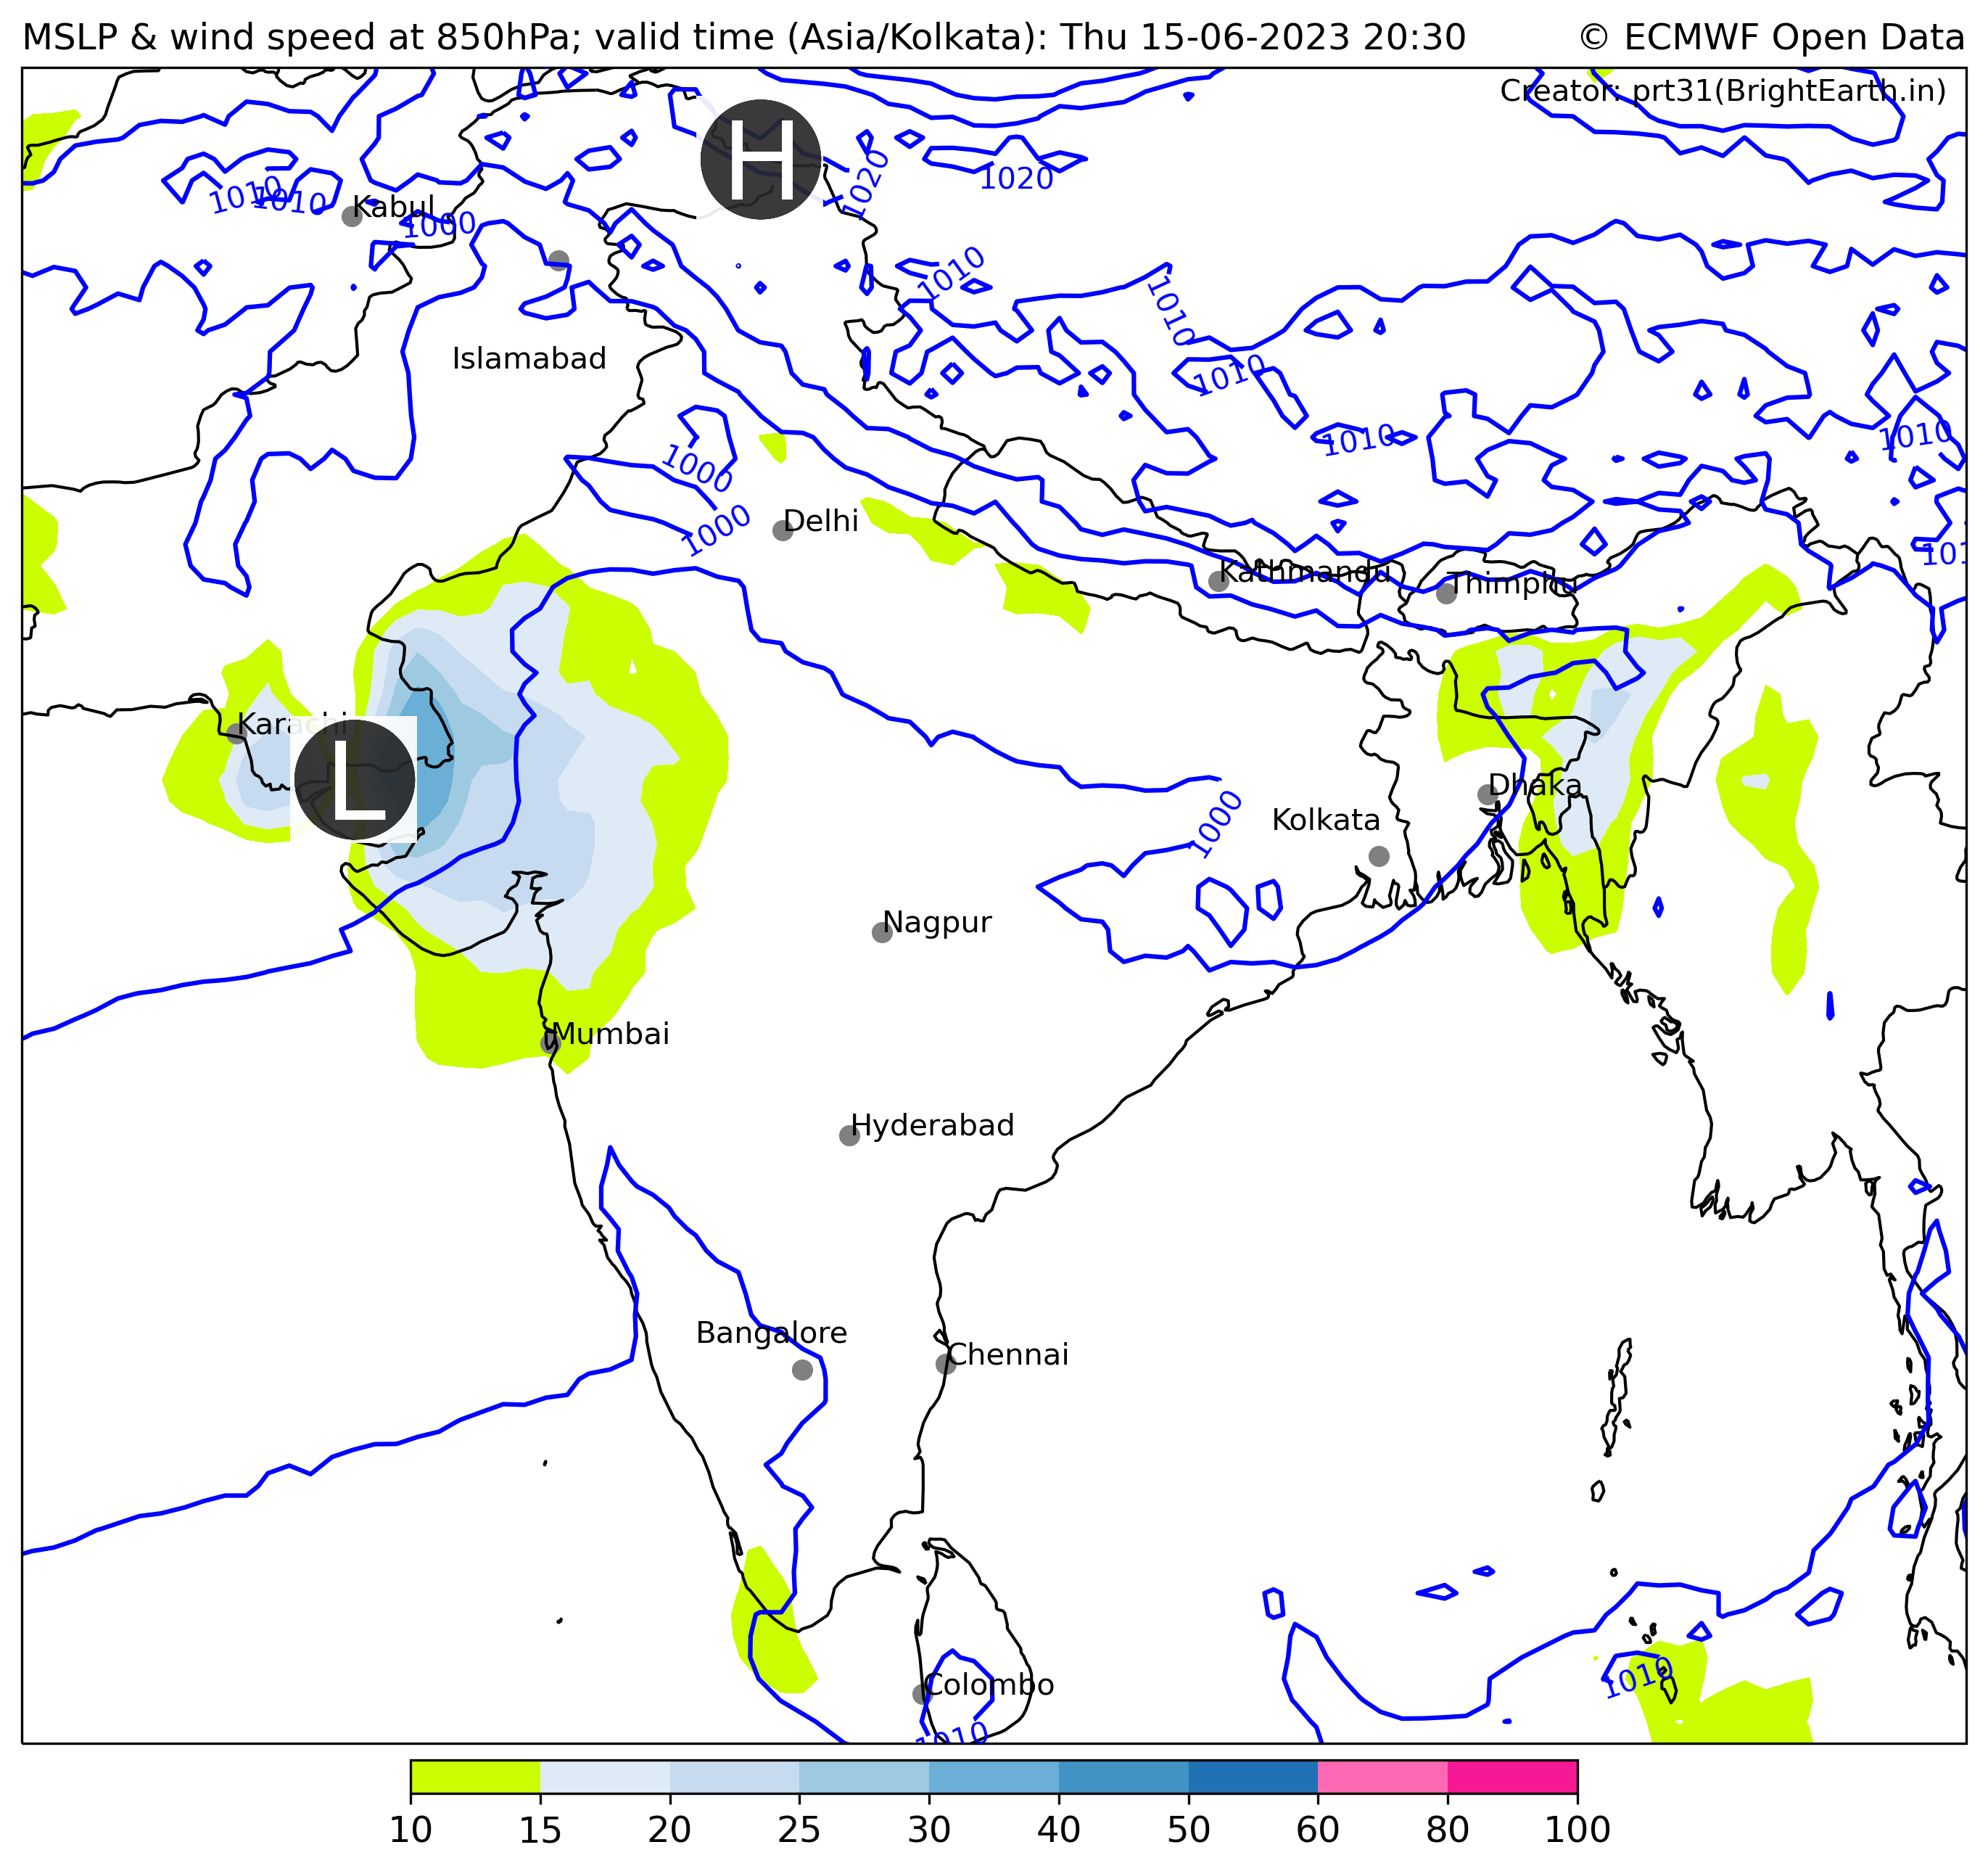 MSLP & wind speed at 850hPa; valid time (Asia/Kolkata): Thu 15-06-2023 20:30
© ECMWF Open Data
Creator: prt31(BrightEarth.in)
H
1020
1020
1010
1010
Kabul
1000
1010
1010
Islamabad
1010
1010
1010
1000
1000
Delhi
101
Kathmandu
Thimphu
Karachi
L
Dhaka
1000
Kolkata
Nagpur
Mumbai
Hyderabad
Bangalore
Chennai
1010
Colombo
1010
10 15 20 25 30 40 50 60 80 100